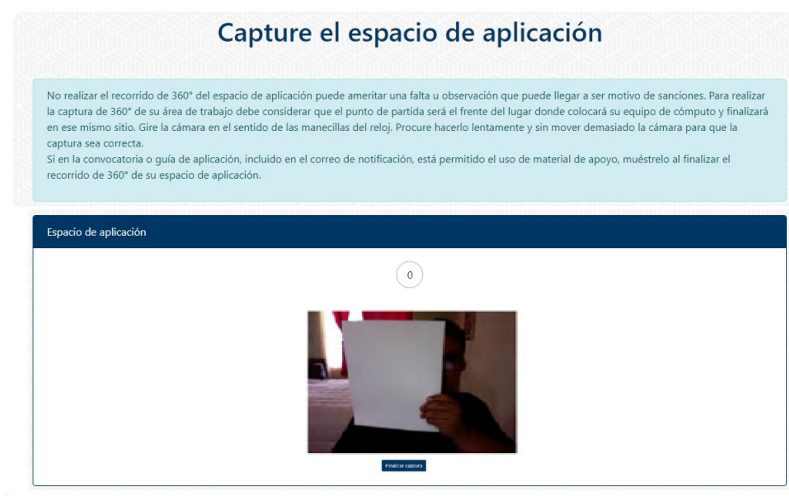 Capture el espacio de aplicación
No realizar el recorrido de 360° del espacio de aplicación puede ameritar una falta u observación que puede llegar a ser motivo de sanciones. Para realizar
la captura de 360° de su área de trabajo debe considerar que el punto de partida será el frente del lugar donde colocará su equipo de cómputo y finalizará
en ese mismo sitio. Gire la cámara en el sentido de las manecillas del reloj. Procure hacerlo lentamente y sin mover demasiado la cámara para que la
captura sea correcta.
Si en la convocatoria o guía de aplicación, incluido en el correo de notificación, está permitido el uso de material de apoyo, muéstrelo al finalizar el
recorrido de 360° de su espacio de aplicación.
Espacio de aplicación
0
Finalizar captura